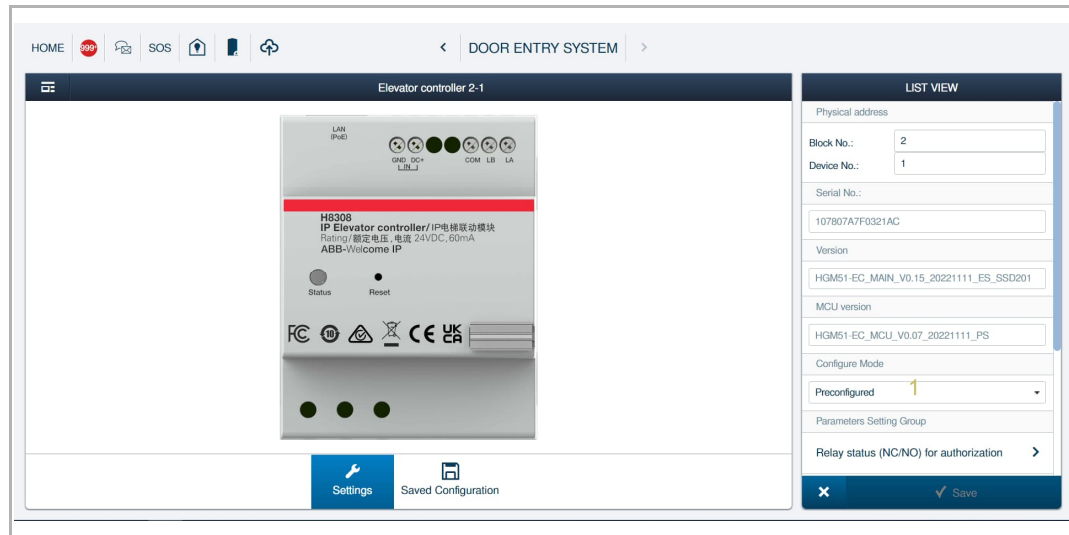 HOME 999+ SOS < DOOR ENTRY SYSTEM >
Elevator controller 2-1
LAN
(PoE)
GND DC+ COM LB LA
IN
H8308
IP Elevator controller/IP电梯联动模块
Rating/额定电压,电流 24VDC,60mA
ABB-Welcome IP
Status Reset
FC 10 CE UK
CA
Settings Saved Configuration
LIST VIEW
Physical address
Block No.: 2
Device No.: 1
Serial No.:
107807A7F0321AC
Version
HGM51-EC_MAIN_V0.15_20221111_ES_SSD201
MCU version
HGM51-EC_MCU_V0.07_20221111_PS
Configure Mode
Preconfigured 1
Parameters Setting Group
Relay status (NC/NO) for authorization >
Save